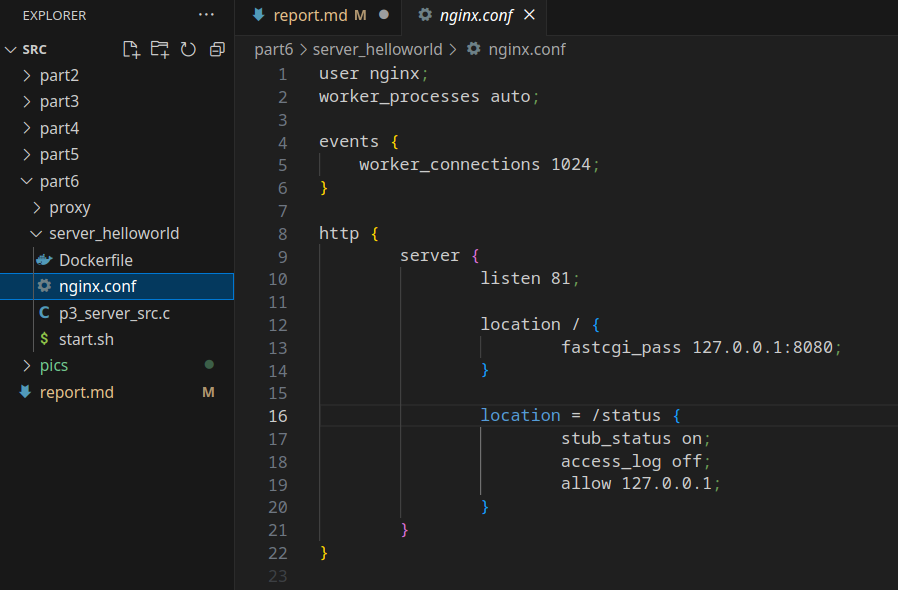 EXPLORER ···
SRC
part2
part3
part4
part5
part6
proxy
server_helloworld
Dockerfile
nginx.conf
C p3_server_src.c
$ start.sh
pics
report.md M
report.md M
nginx.conf
part6 > server_helloworld > nginx.conf
1 user nginx;
2 worker_processes auto;
3
4 events {
5     worker_connections 1024;
6 }
7
8 http {
9         server {
10                 listen 81;
11
12                 location / {
13                         fastcgi_pass 127.0.0.1:8080;
14                 }
15
16                 location = /status {
17                         stub_status on;
18                         access_log off;
19                         allow 127.0.0.1;
20                 }
21         }
22 }
23